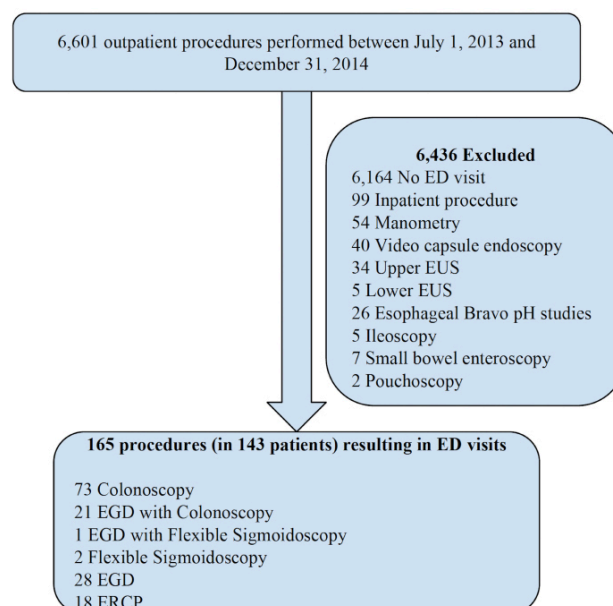 6,601 outpatient procedures performed between July 1, 2013 and
December 31, 2014
6,436 Excluded
6,164 No ED visit
99 Inpatient procedure
54 Manometry
40 Video capsule endoscopy
34 Upper EUS
5 Lower EUS
26 Esophageal Bravo pH studies
5 Ileoscopy
7 Small bowel enteroscopy
2 Pouchoscopy
165 procedures (in 143 patients) resulting in ED visits
73 Colonoscopy
21 EGD with Colonoscopy
1 EGD with Flexible Sigmoidoscopy
2 Flexible Sigmoidoscopy
28 EGD
18 ERCP